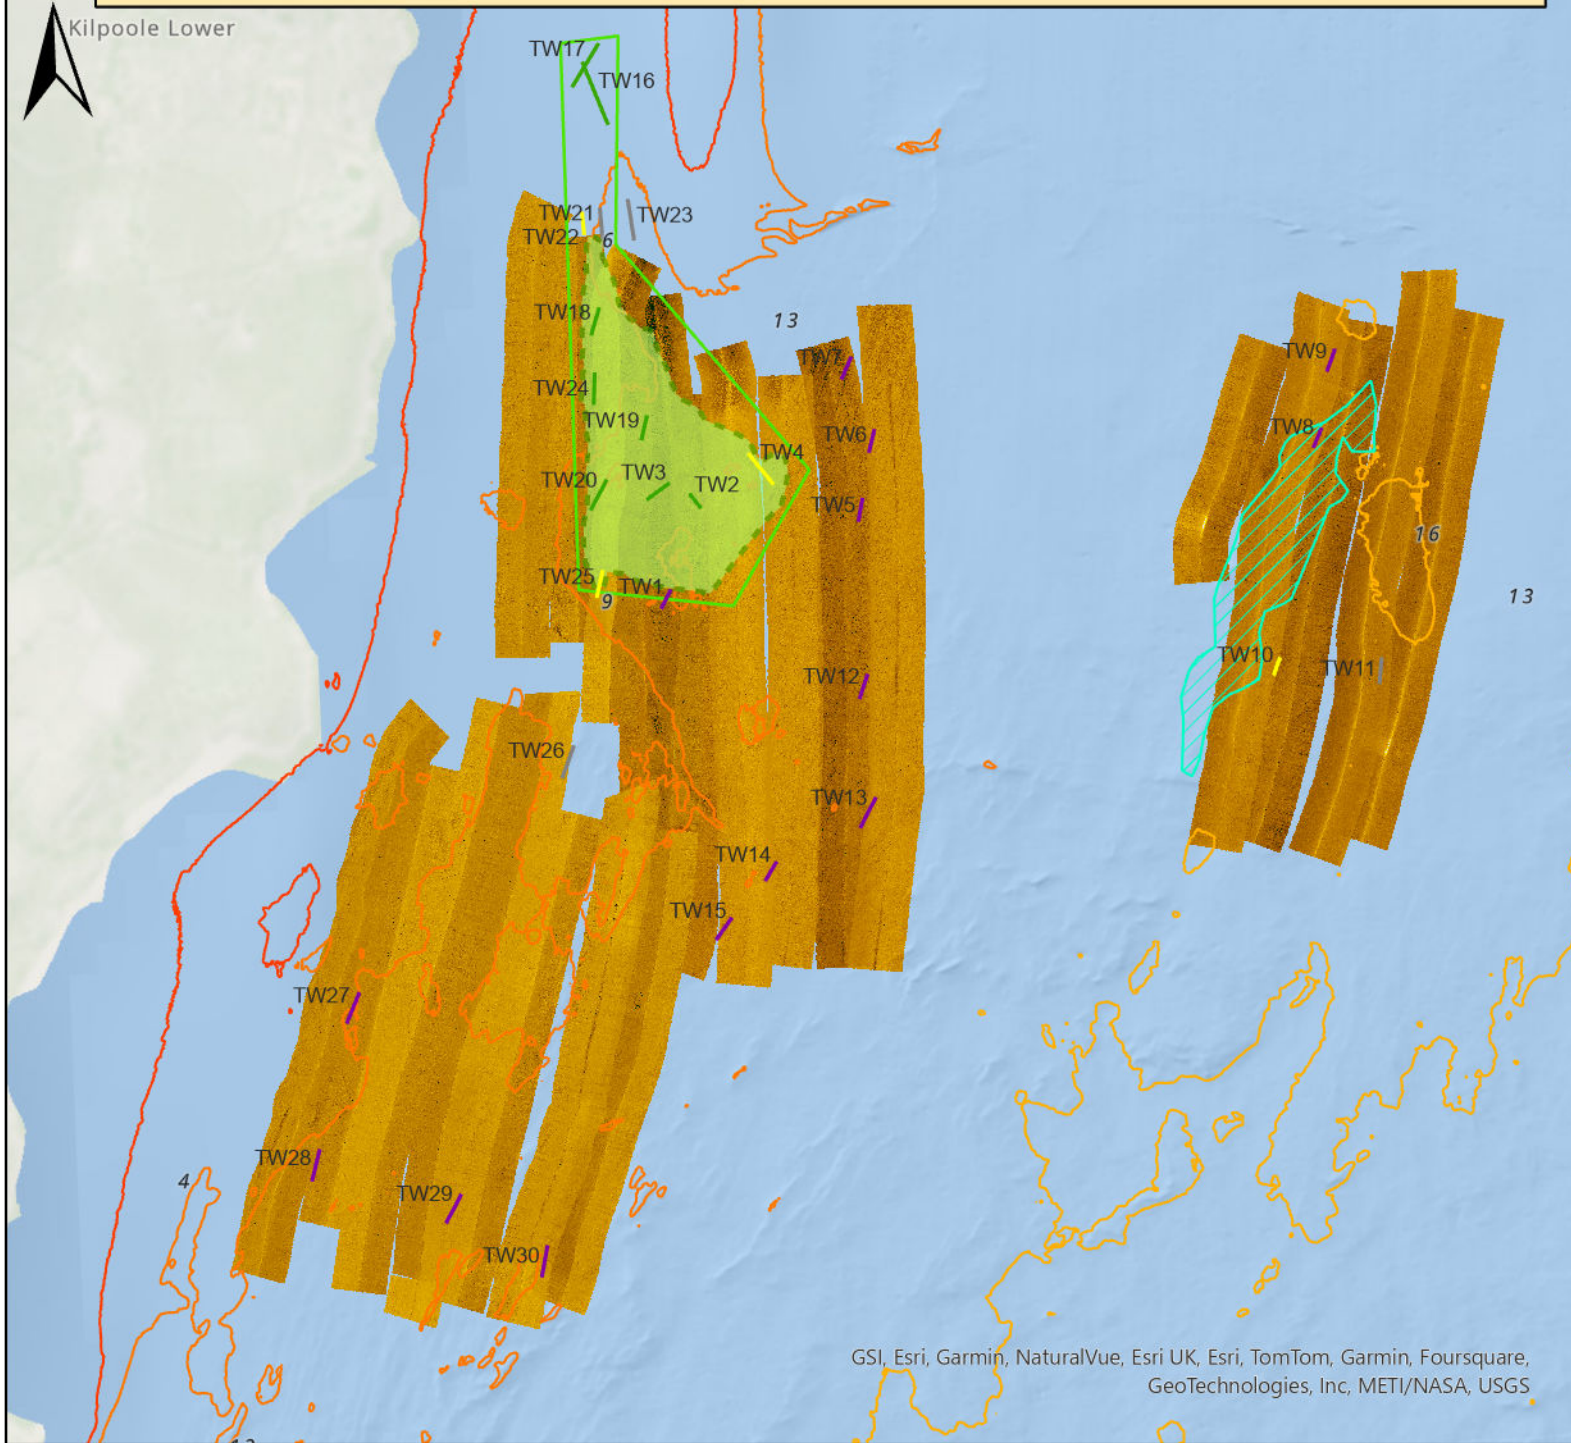 Kilpoole Lower
TW17
TW16
TW21
TW23
TW22
6
TW18
13
TW7
TW9
TW24
TW19
TW6
TW8
TW4
TW3
TW20
TW2
TW5
16
TW25
TW1
9
13
TW12
TW10
TW11
TW26
TW13
TW14
TW15
TW27
TW28
4
TW29
TW30
GSI, Esri, Garmin, NaturalVue, Esri UK, Esri, TomTom, Garmin, Foursquare,
GeoTechnologies, Inc, METI/NASA, USGS